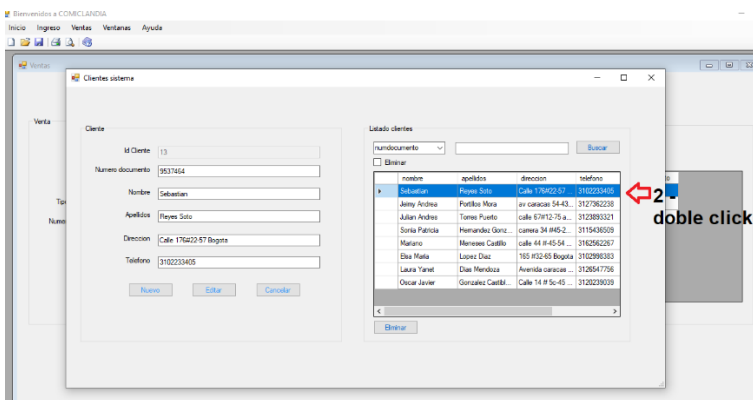 Bienvenidos a COMICLANDIA
Inicio Ingreso Ventas Ventanas Ayuda
Ventas
Clientes sistema
Venta
Cliente
Listado clientes
Id Cliente 13
numdocumento
Buscar
Eliminar
Numero documento 9537464
nombre apellidos direccion telefono
Nombre Sebastian
Sebastian Reyes Soto Calle 176#22-57 ... 3102233405
2 -
doble click
Jeimy Andrea Portillos Mora av caracas 54-43... 3127362238
Apellidos Reyes Soto
Julian Andres Torres Puerto calle 67#12-75 a... 3123893321
Sonia Patricia Hernandez Gonz... carrera 34 #45-2... 3115436509
Direccion Calle 176#22-57 Bogota
Mariano Meneses Castillo calle 44 #-45-54 ... 3162562267
Elsa Maria Lopez Diaz 165 #32-65 Bogota 3102998383
Telefono 3102233405
Laura Yanet Dias Mendoza Avenida caracas ... 3126547756
Oscar Javier Gonzalez Castibl... Calle 14 # 5c-45 ... 3120239039
Nuevo Editar Cancelar
Eliminar